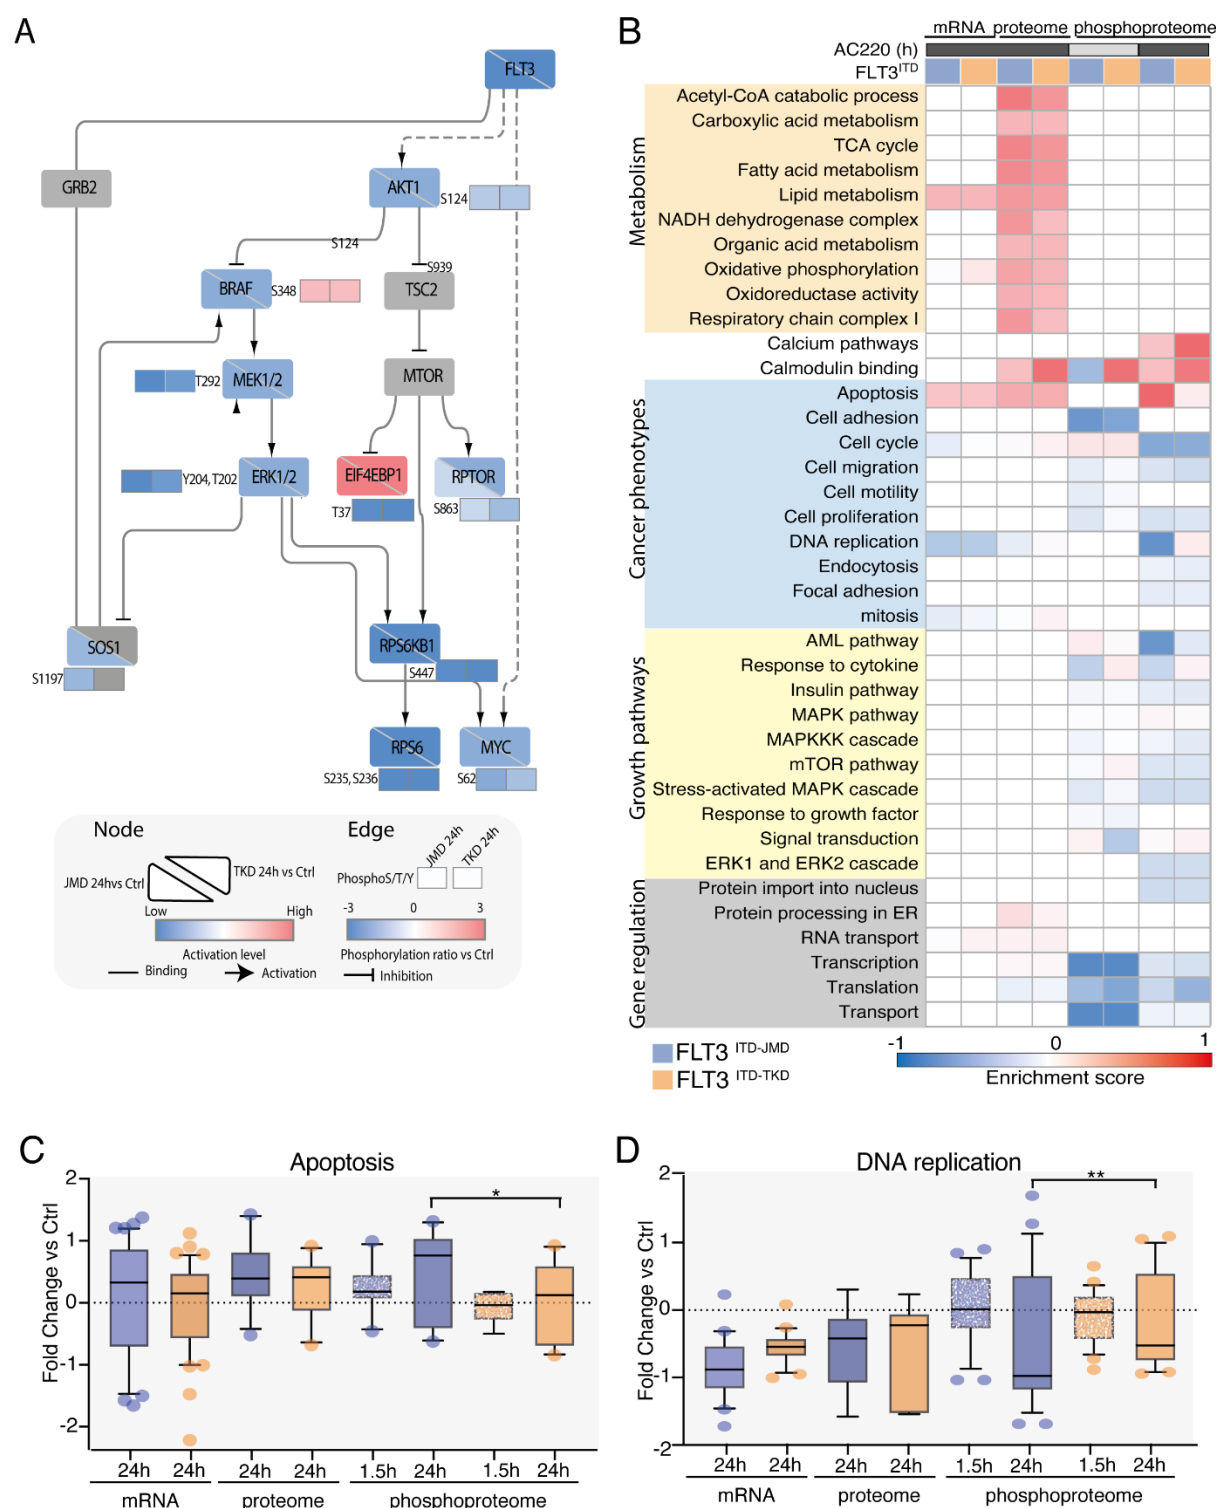 A
FLT3
GRB2
AKT1
S124
S124
S939
BRAF
S348
TSC2
T292
MEK1/2
MTOR
Y204, T202
ERK1/2
EIF4EBP1
RPTOR
T37
S863
SOS1
S1197
RPS6KB1
S447
RPS6
MYC
S235, S236
S62
Node
Edge
JMD 24h
TKD 24h
TKD 24h vs Ctrl
JMD 24hvs Ctrl
PhosphoS/T/Y
Low
High
-3
0
3
Activation level
Phosphorylation ratio vs Ctrl
Binding
Activation
Inhibition
B
mRNA
proteome
phosphoproteome
AC220 (h)
FLT3ITD
Metabolism
Acetyl-CoA catabolic process
Carboxylic acid metabolism
TCA cycle
Fatty acid metabolism
Lipid metabolism
NADH dehydrogenase complex
Organic acid metabolism
Oxidative phosphorylation
Oxidoreductase activity
Respiratory chain complex I
Calcium pathways
Calmodulin binding
Cancer phenotypes
Apoptosis
Cell adhesion
Cell cycle
Cell migration
Cell motility
Cell proliferation
DNA replication
Endocytosis
Focal adhesion
mitosis
Growth pathways
AML pathway
Response to cytokine
Insulin pathway
MAPK pathway
MAPKKK cascade
mTOR pathway
Stress-activated MAPK cascade
Response to growth factor
Signal transduction
ERK1 and ERK2 cascade
Gene regulation
Protein import into nucleus
Protein processing in ER
RNA transport
Transcription
Translation
Transport
FLT3 ITD-JMD
FLT3 ITD-TKD
-1
0
1
Enrichment score
C
Apoptosis
Fold Change vs Ctrl
2
1
0
-1
-2
*
24h
24h
24h
24h
1.5h
24h
1.5h
24h
mRNA
proteome
phosphoproteome
D
DNA replication
Fold Change vs Ctrl
2
1
0
-1
-2
**
24h
24h
24h
24h
1.5h
24h
1.5h
24h
mRNA
proteome
phosphoproteome